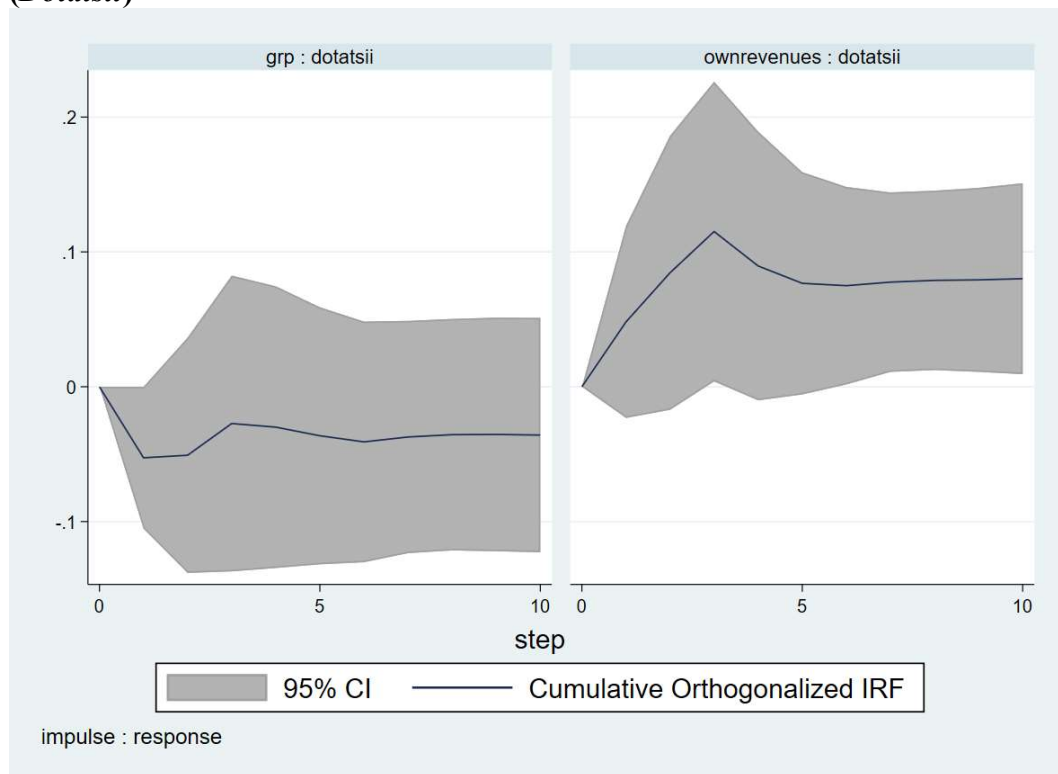 (Dotatsii)
grp : dotatsii
ownrevenues : dotatsii
.2
.1
0
-.1
0 5 10 0 5 10
step
95% CI Cumulative Orthogonalized IRF
impulse : response